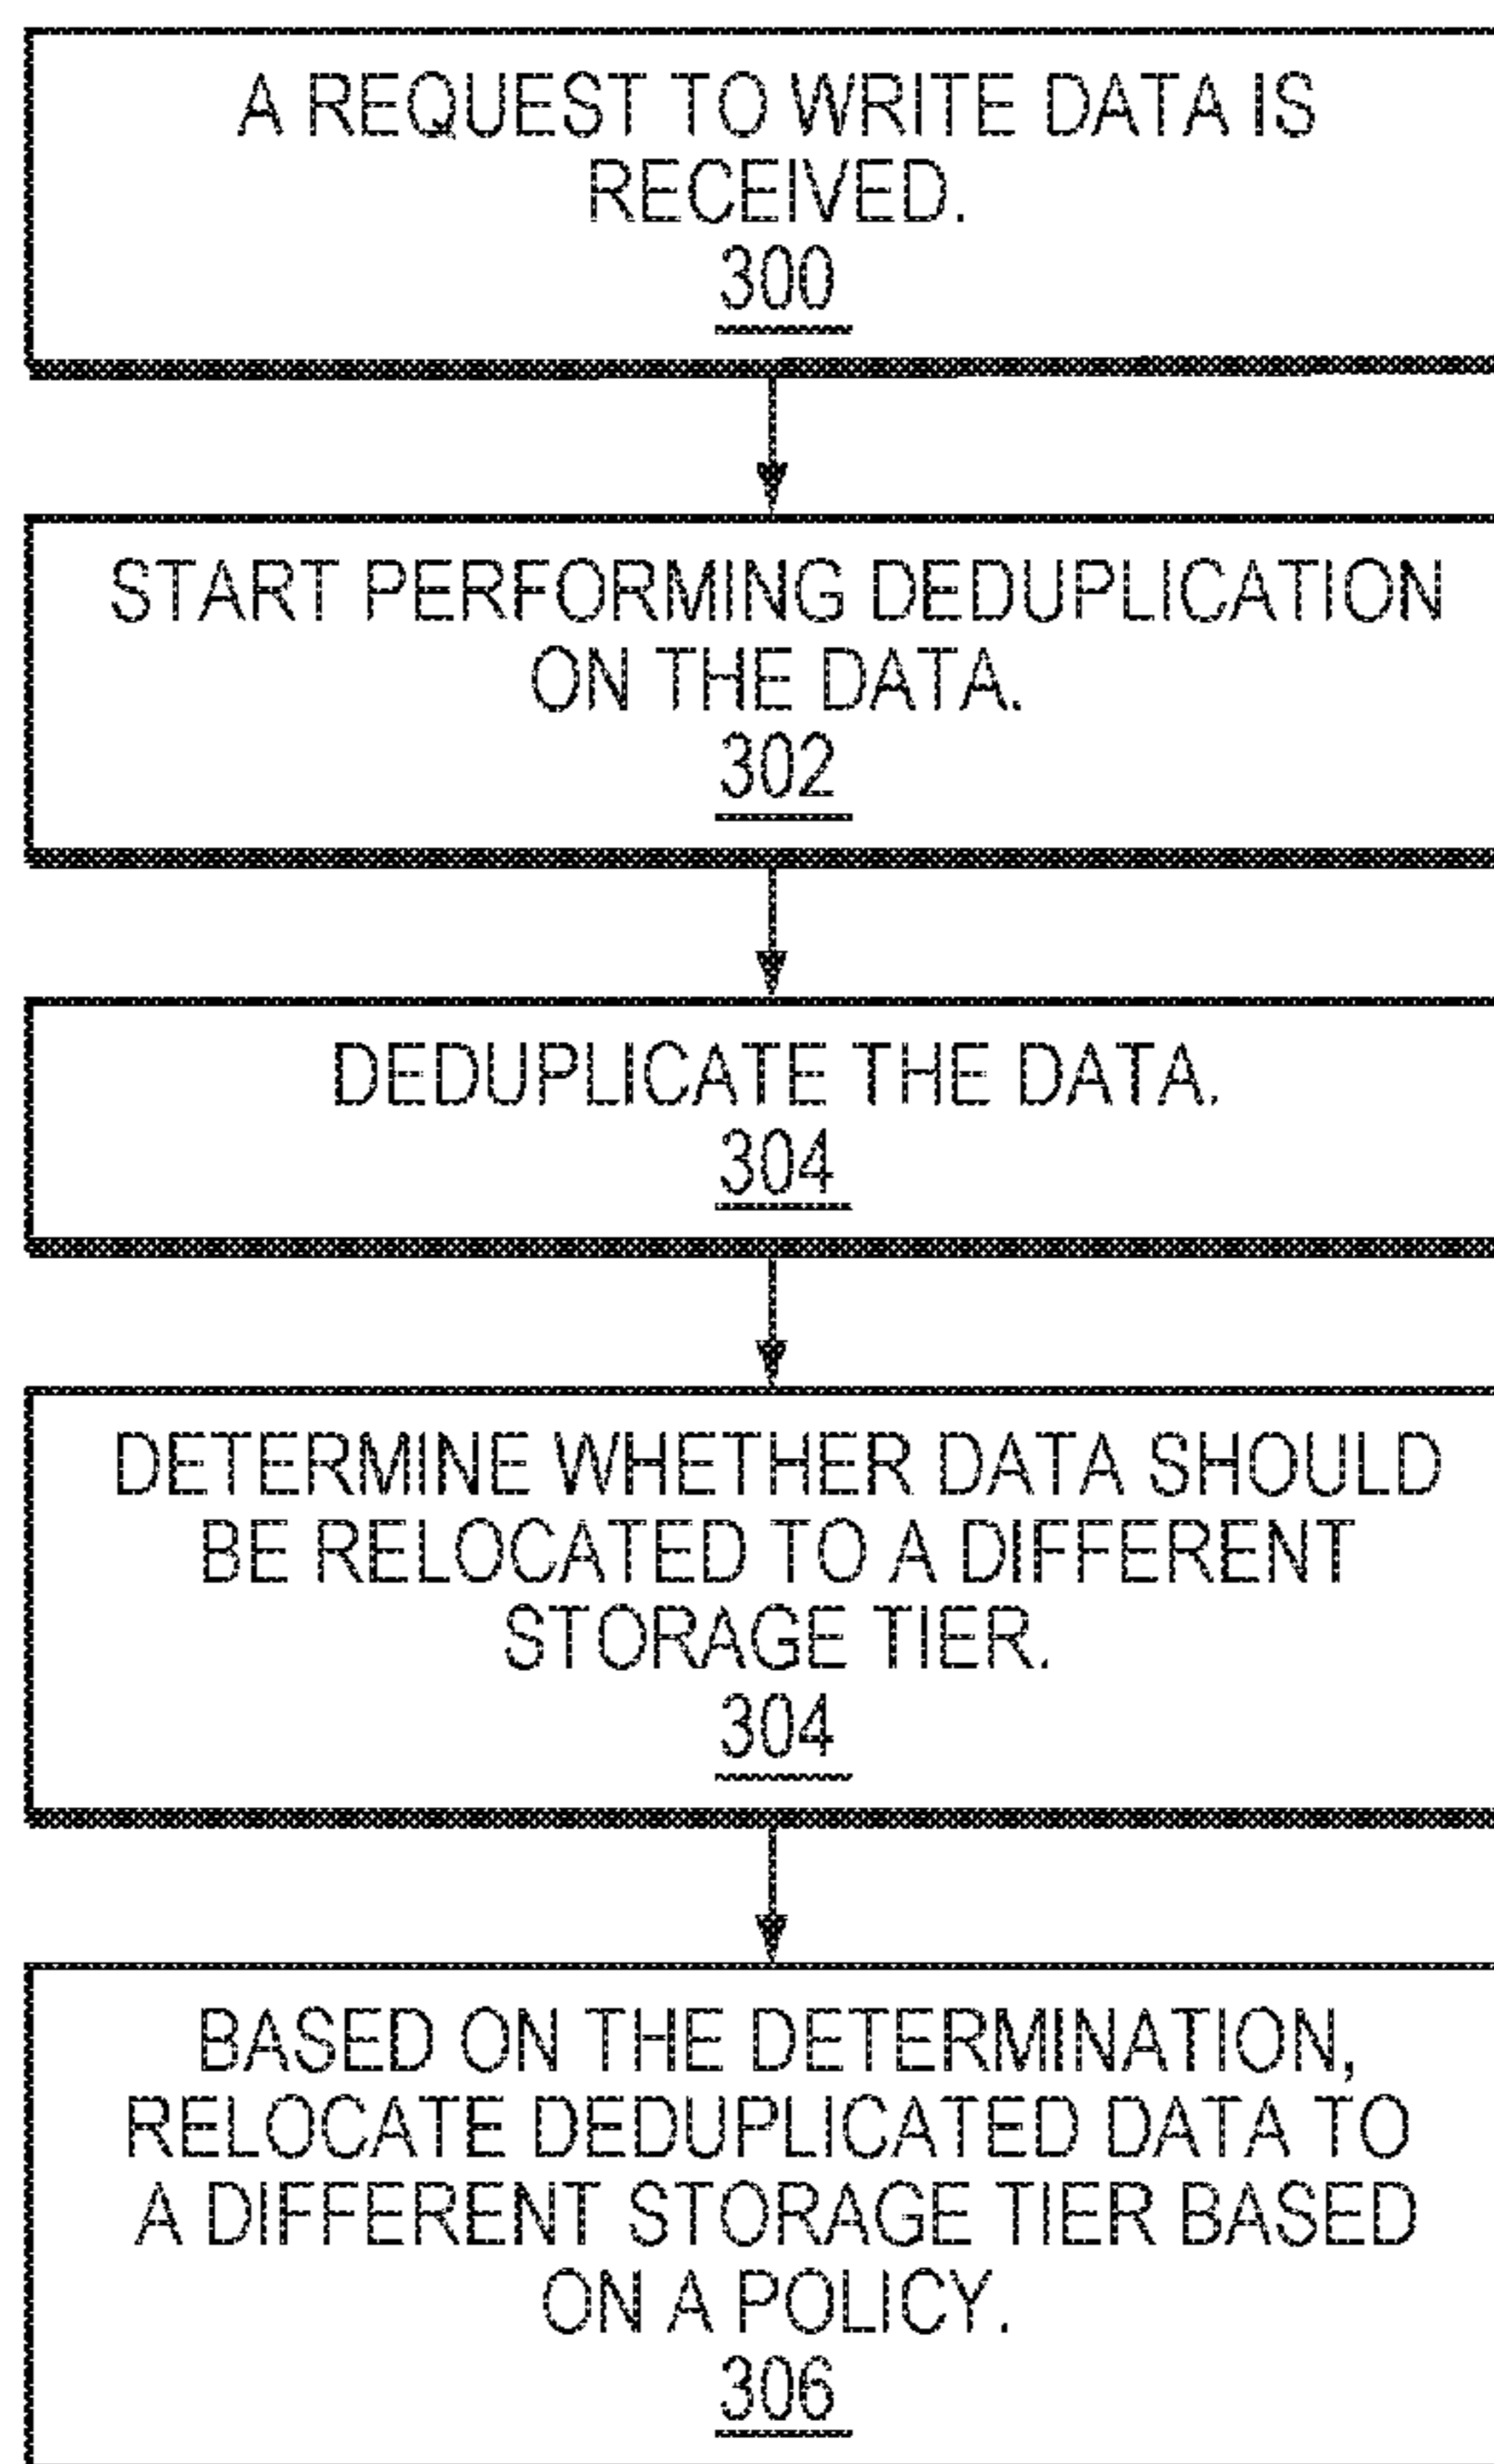 A REQUEST TO WRITE DATA IS
RECEIVED.
300
START PERFORMING DEDUPLICATION
ON THE DATA.
302
DEDUPLICATE THE DATA.
304
DETERMINE WHETHER DATA SHOULD
BE RELOCATED TO A DIFFERENT
STORAGE TIER.
304
BASED ON THE DETERMINATION,
RELOCATE DEDUPLICATED DATA TO
A DIFFERENT STORAGE TIER BASED
ON A POLICY.
306